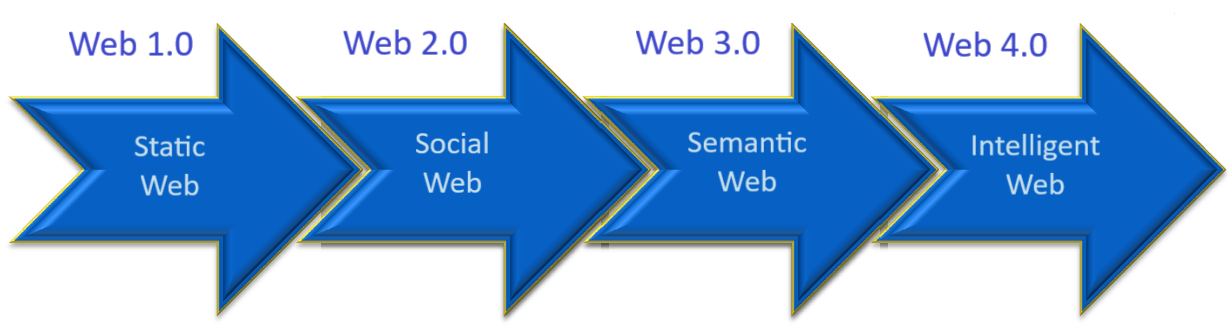 Web 1.0
Web 2.0
Web 3.0
Web 4.0
Static
Web
Social
Web
Semantic
Web
Intelligent
Web